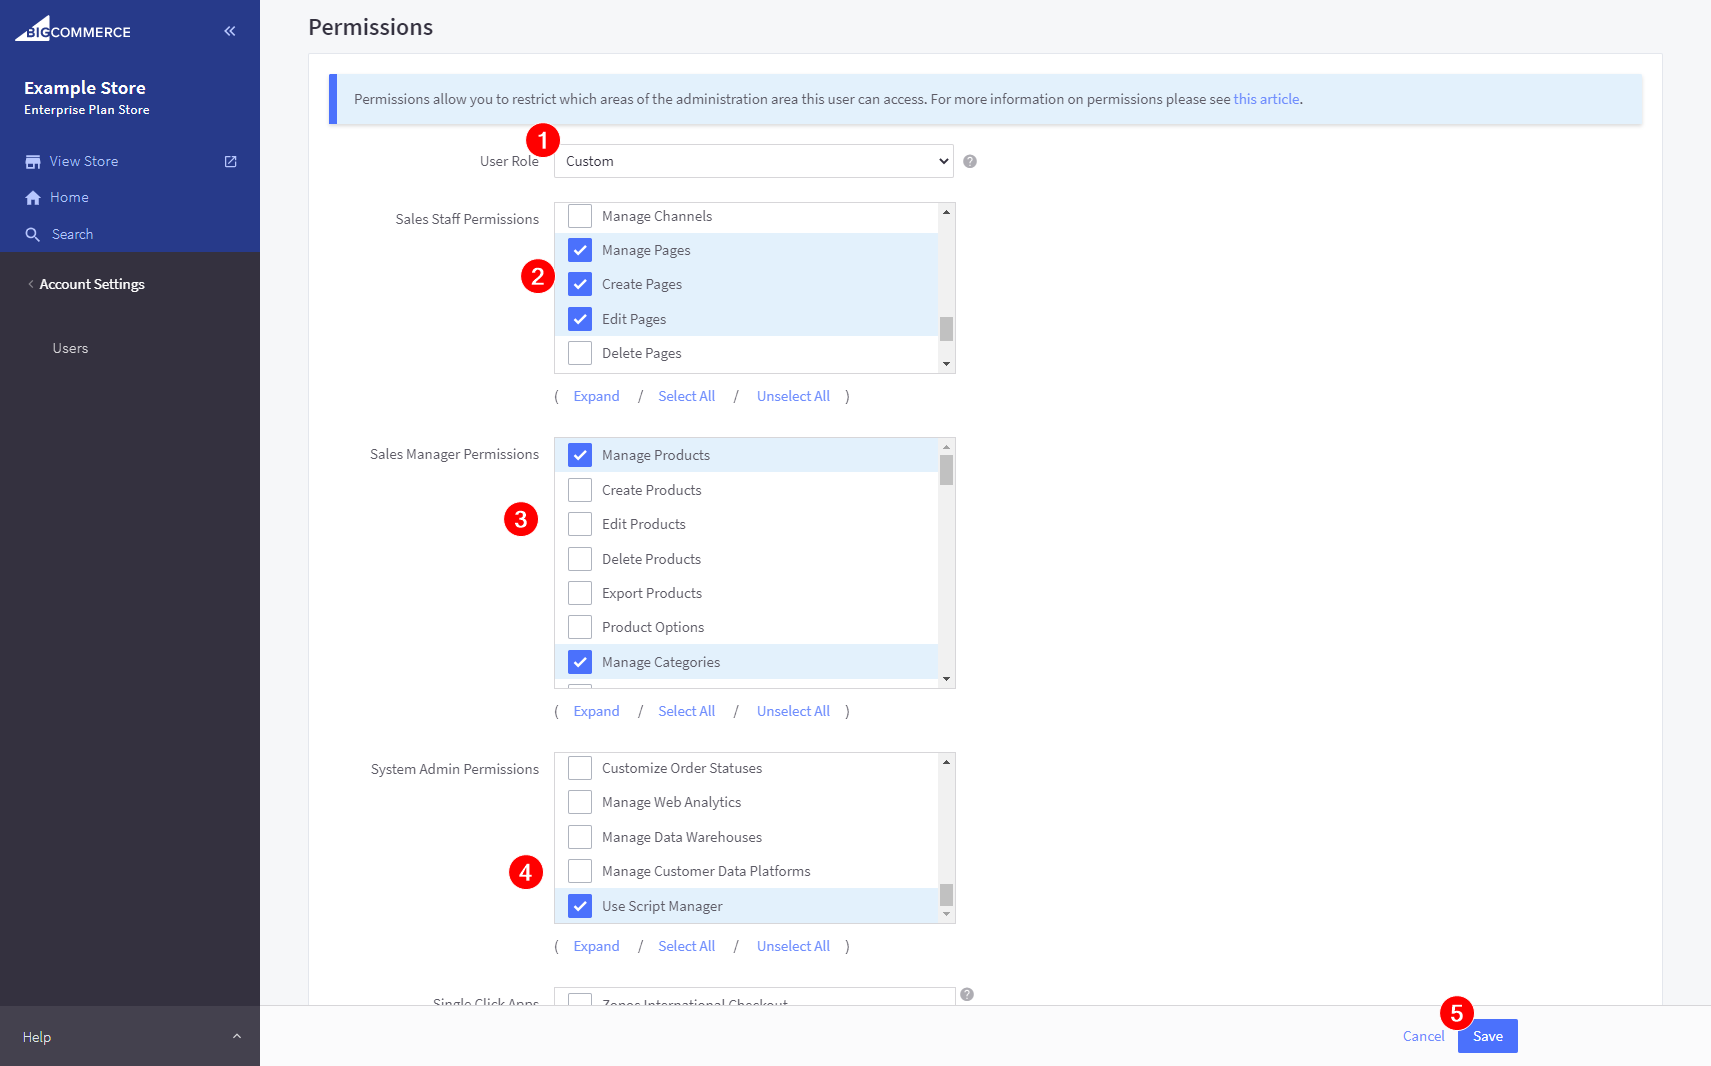 BIGCOMMERCE
Example Store
Enterprise Plan Store
View Store
Home
Search
Account Settings
Users
Help
Permissions
Permissions allow you to restrict which areas of the administration area this user can access. For more information on permissions please see this article.
1
User Role Custom
Sales Staff Permissions
Manage Channels
Manage Pages
2
Create Pages
Edit Pages
Delete Pages
( Expand / Select All / Unselect All )
Sales Manager Permissions
Manage Products
Create Products
3
Edit Products
Delete Products
Export Products
Product Options
Manage Categories
( Expand / Select All / Unselect All )
System Admin Permissions
Customize Order Statuses
Manage Web Analytics
Manage Data Warehouses
4
Manage Customer Data Platforms
Use Script Manager
( Expand / Select All / Unselect All )
Single Click Apps
Zonos International Checkout
5
Cancel Save